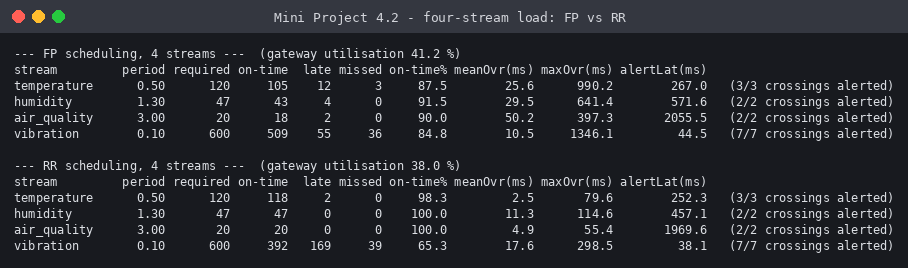 Mini Project 4.2 - four-stream load: FP vs RR
--- FP scheduling, 4 streams --- (gateway utilisation 41.2 %)
stream period required on-time late missed on-time% meanOvr(ms) maxOvr(ms) alertLat(ms)
temperature 0.50 120 105 12 3 87.5 25.6 990.2 267.0 (3/3 crossings alerted)
humidity 1.30 47 43 4 0 91.5 29.5 641.4 571.6 (2/2 crossings alerted)
air_quality 3.00 20 18 2 0 90.0 50.2 397.3 2055.5 (2/2 crossings alerted)
vibration 0.10 600 509 55 36 84.8 10.5 1346.1 44.5 (7/7 crossings alerted)
--- RR scheduling, 4 streams --- (gateway utilisation 38.0 %)
stream period required on-time late missed on-time% meanOvr(ms) maxOvr(ms) alertLat(ms)
temperature 0.50 120 118 2 0 98.3 2.5 79.6 252.3 (3/3 crossings alerted)
humidity 1.30 47 47 0 0 100.0 11.3 114.6 457.1 (2/2 crossings alerted)
air_quality 3.00 20 20 0 0 100.0 4.9 55.4 1969.6 (2/2 crossings alerted)
vibration 0.10 600 392 169 39 65.3 17.6 298.5 38.1 (7/7 crossings alerted)